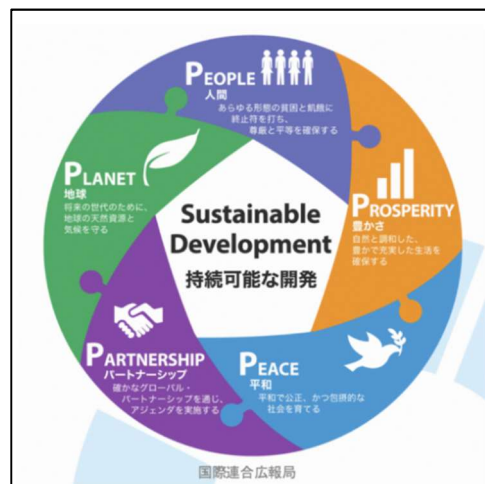 PEOPLE
人間
あらゆる形態の貧困と飢餓に
終止符を打ち、
尊厳と平等を確保する
PROSPERITY
豊かさ
自然と調和した、
豊かで充実した生活を
確保する
PEACE
平和
平和で公正、かつ包摂的な
社会を育てる
PARTNERSHIP
パートナーシップ
確かなグローバル・
パートナーシップを通じ、
アジェンダを実施する
PLANET
地球
将来の世代のために、
地球の天然資源と
気候を守る
Sustainable
Development
持続可能な開発
国際連合広報局